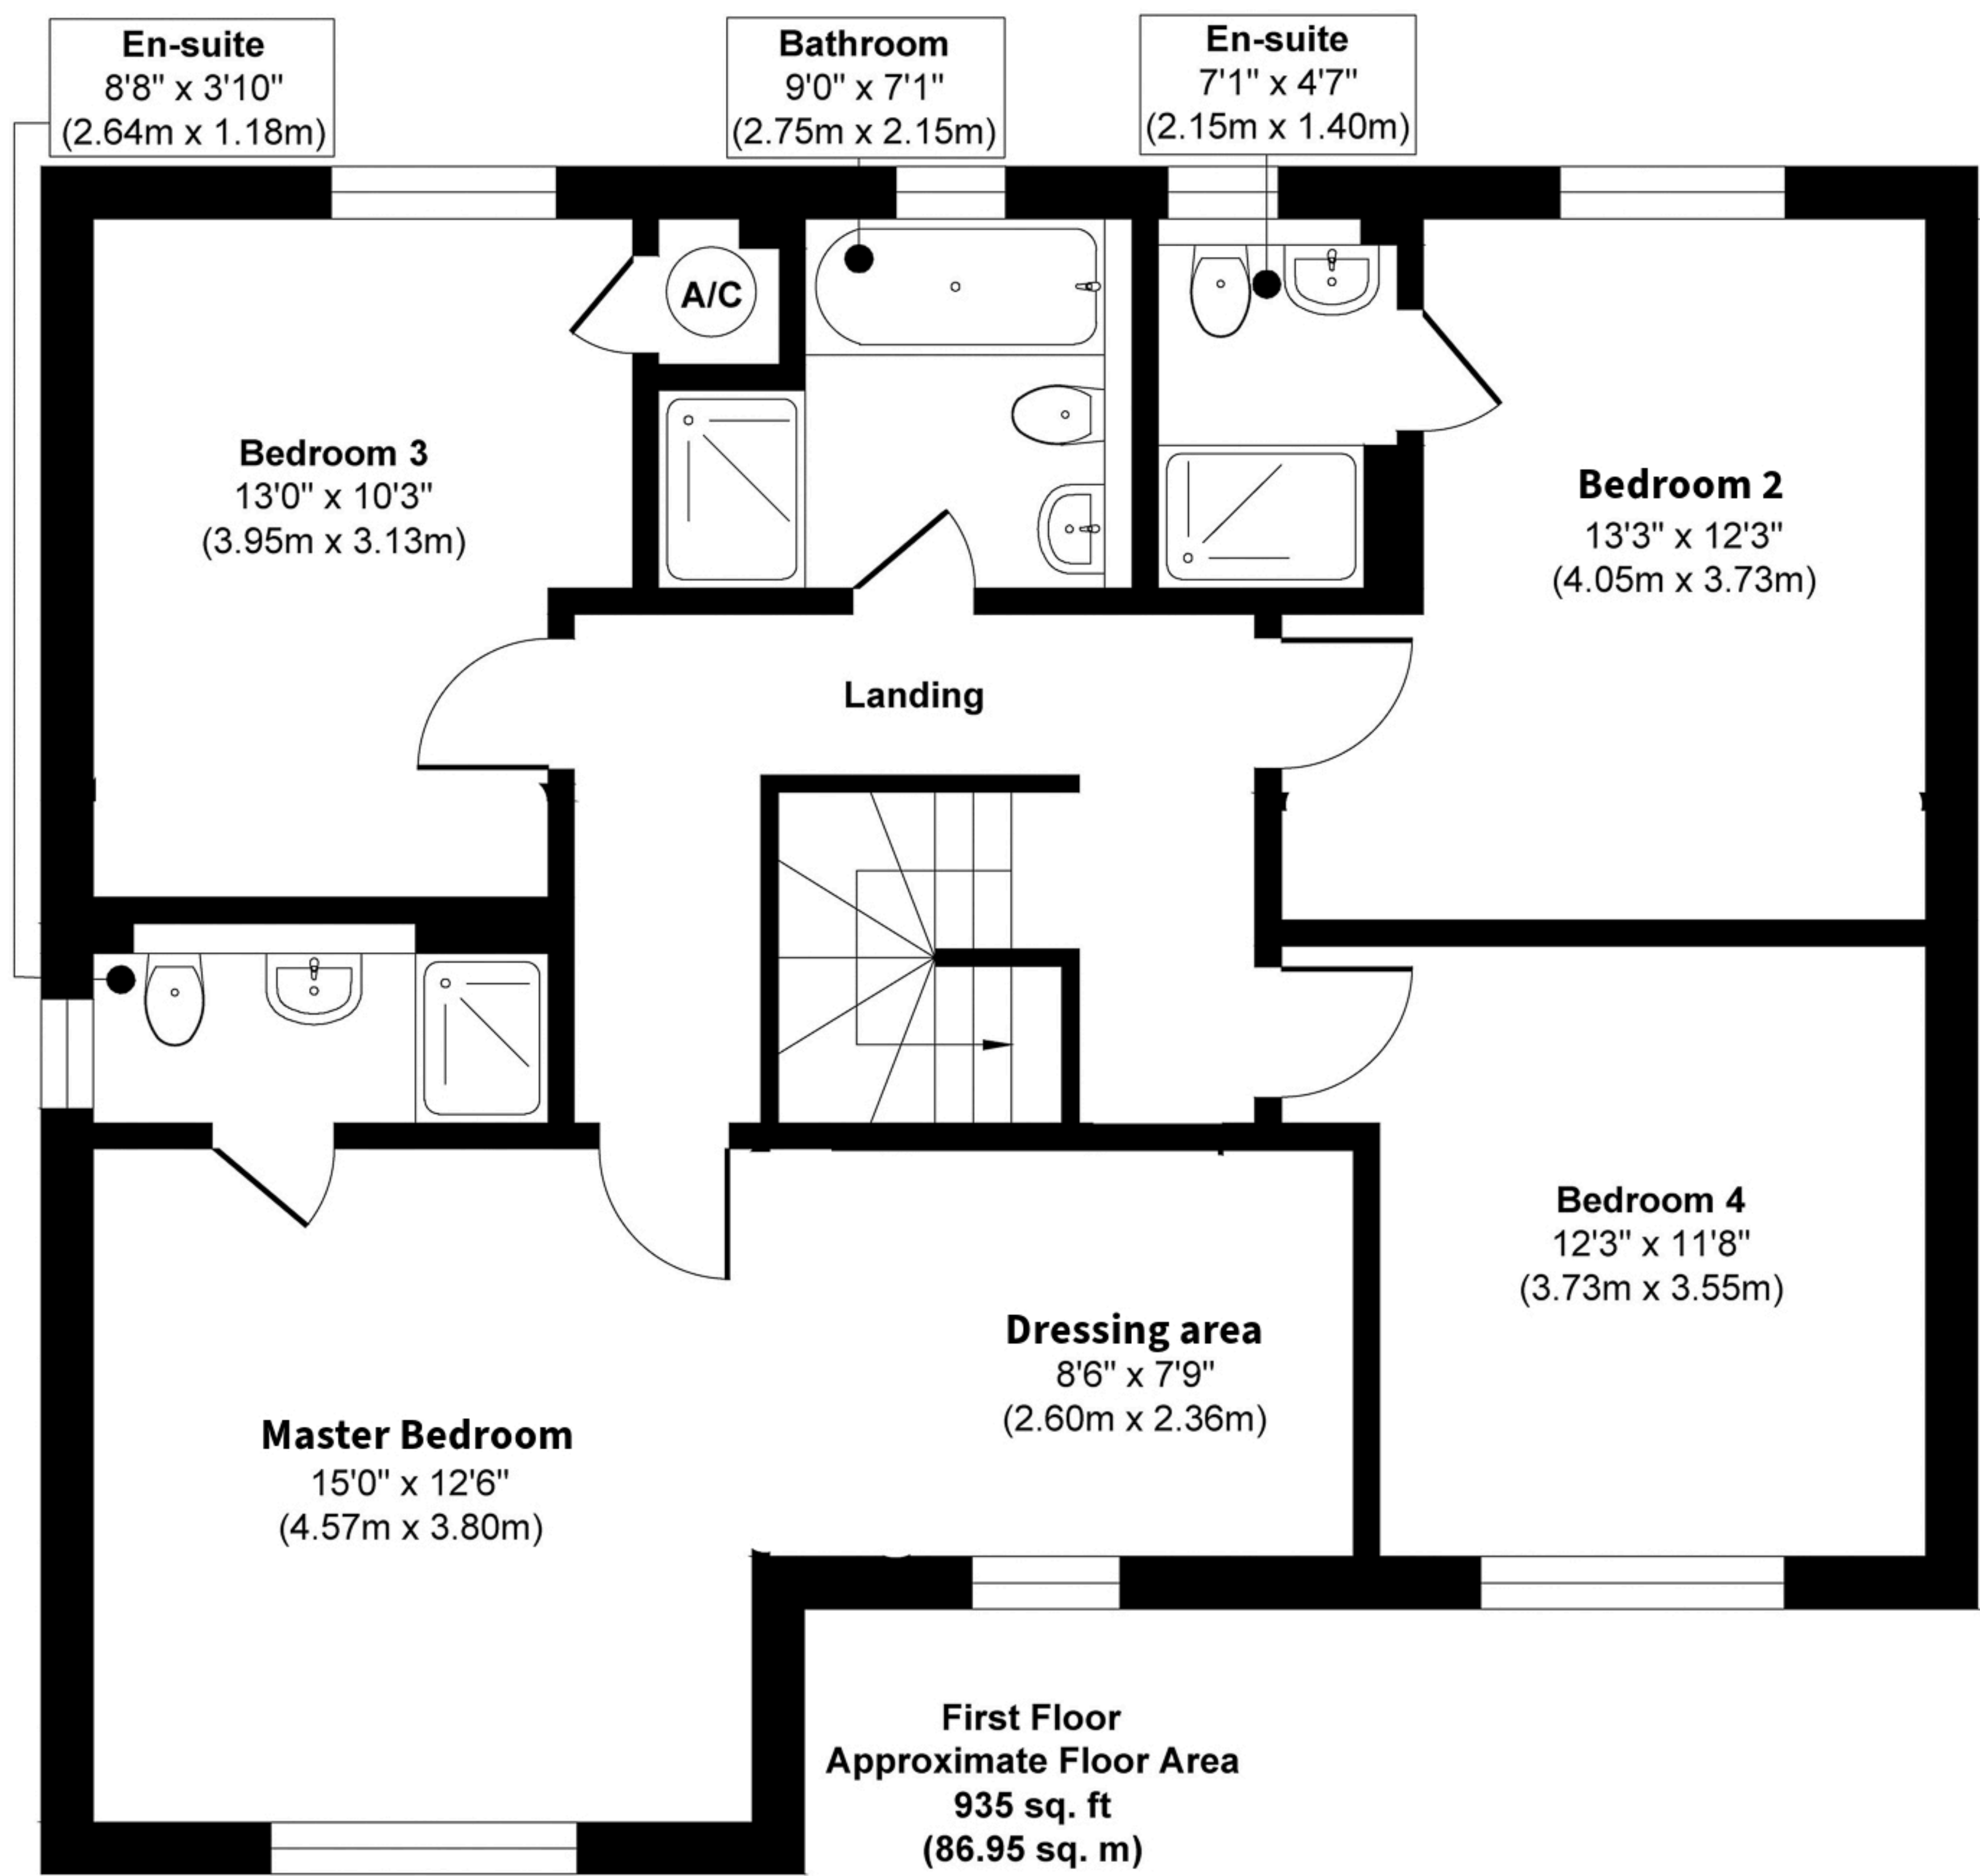 En-suite
8'8" x 3'10"
(2.64m x 1.18m)
Bathroom
9'0" x 7'1"
(2.75m x 2.15m)
En-suite
7'1" x 4'7"
(2.15m x 1.40m)
A/C
Bedroom 3
13'0" x 10'3"
(3.95m x 3.13m)
Bedroom 2
13'3" x 12'3"
(4.05m x 3.73m)
Landing
Bedroom 4
12'3" x 11'8"
(3.73m x 3.55m)
Dressing area
8'6" x 7'9"
(2.60m x 2.36m)
Master Bedroom
15'0" x 12'6"
(4.57m x 3.80m)
First Floor
Approximate Floor Area
935 sq. ft
(86.95 sq. m)